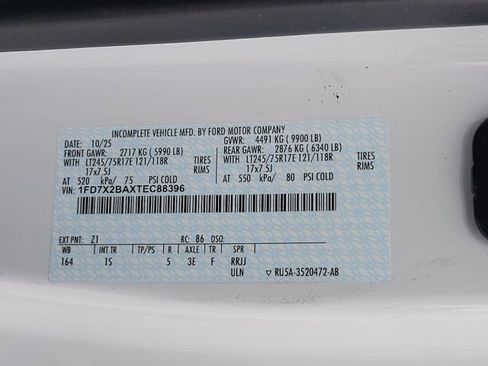 INCOMPLETE VEHICLE MFD. BY FORD MOTOR COMPANY
10/25 GVWR: 4491 KG ( 9900 LB)
FRONT GAWR: 2717 KG ( 5990 LB) REAR GAWR: 2876 KG ( 6340 LB)
WITH LT245/75R17E 121/118R TIRES WITH LT245/75R17E 121/118R TIRES
17x7.5J RIMS 17x7.5J RIMS
AT 520 kPa/ 75 PSI COLD AT 550 kPa/ 80 PSI COLD
VIN: 1FD7X2BAXTEC88396
EXT PNT: Z1 RC: 86 DSO:
WB INT TR TP/PS R AXLE TR SPR
164 1S 5 3E F RRJJ
ULN RU5A-3520472-AB